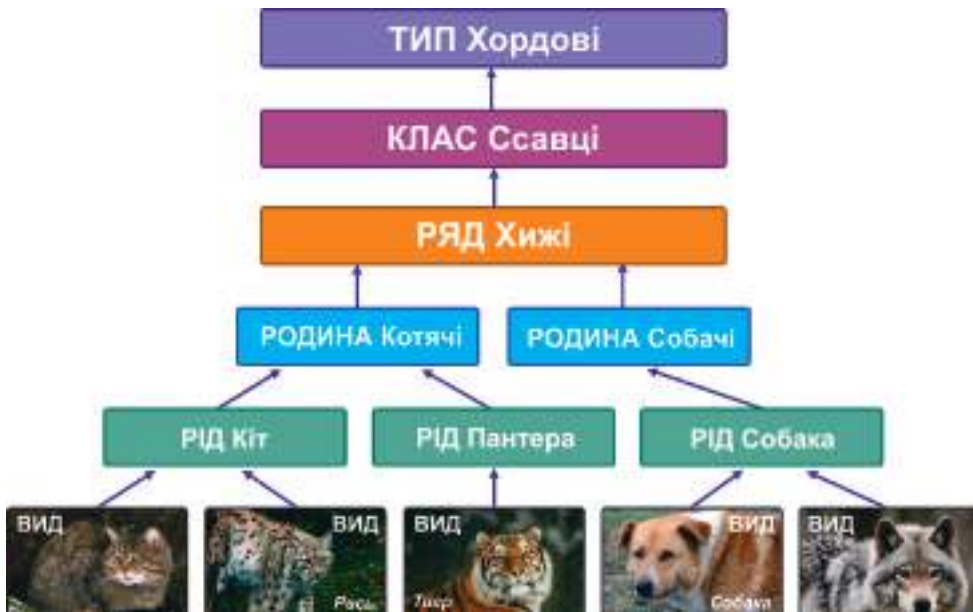 ТИП Хордові
КЛАС Ссавці
РЯД Хижі
РОДИНА Котячі
РОДИНА Собачі
РІД Кіт
РІД Пантера
РІД Собака
ВИД
ВИД
Рись
ВИД
Тигр
ВИД
Собака
ВИД